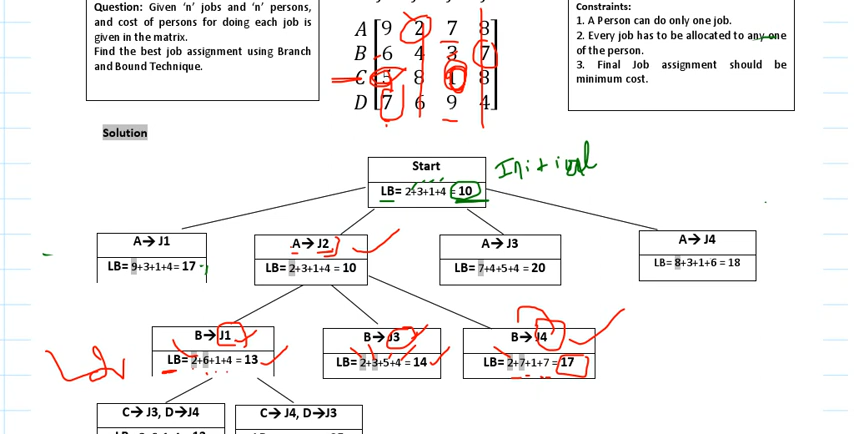 Question: Given ‘n’ jobs and ‘n’ persons,
and cost of persons for doing each job is
given in the matrix.
Find the best job assignment using Branch
and Bound Technique.
A 9 2 7 8
B 6 4 3 7
C 5 8 1 8
D 7 6 9 4
Constraints:
1. A Person can do only one job.
2. Every job has to be allocated to any one
of the person.
3. Final Job assignment should be
minimum cost.
Solution
Start
LB= 2+3+1+4 = 10
Initial
A→ J1
LB= 9+3+1+4= 17
A→ J2
LB= 2+3+1+4 = 10
A→ J3
LB= 7+4+5+4 = 20
A→ J4
LB= 8+3+1+6 = 18
B→J1
LB= 2+6+1+4 = 13
B→J3
LB= 2+3+5+4 = 14
B→ J4
LB= 2+7+1+7 = 17
C→ J3, D→J4
C→ J4, D→J3